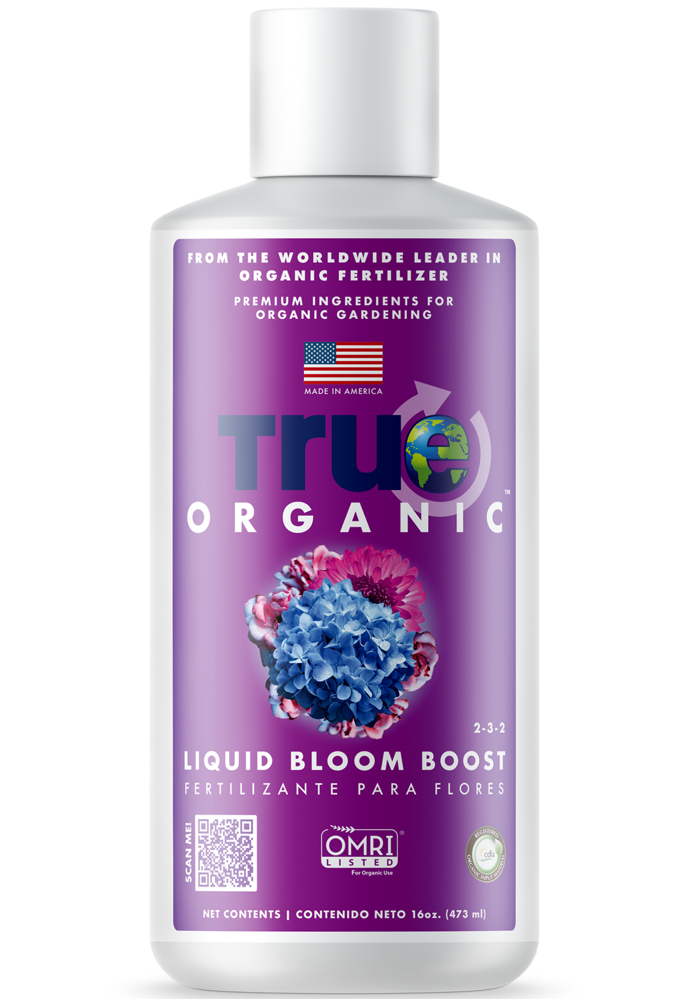 FROM THE WORLDWIDE LEADER IN
ORGANIC FERTILIZER
PREMIUM INGREDIENTS FOR
ORGANIC GARDENING
MADE IN AMERICA
True
ORGANIC™
2-3-2
LIQUID BLOOM BOOST
FERTILIZANTE PARA FLORES
SCAN ME!
OMRI®
LISTED
For Organic Use
REGISTERED
cdfa
ORGANIC INPUT MATERIAL
NET CONTENTS | CONTENIDO NETO 16oz. (473 ml)